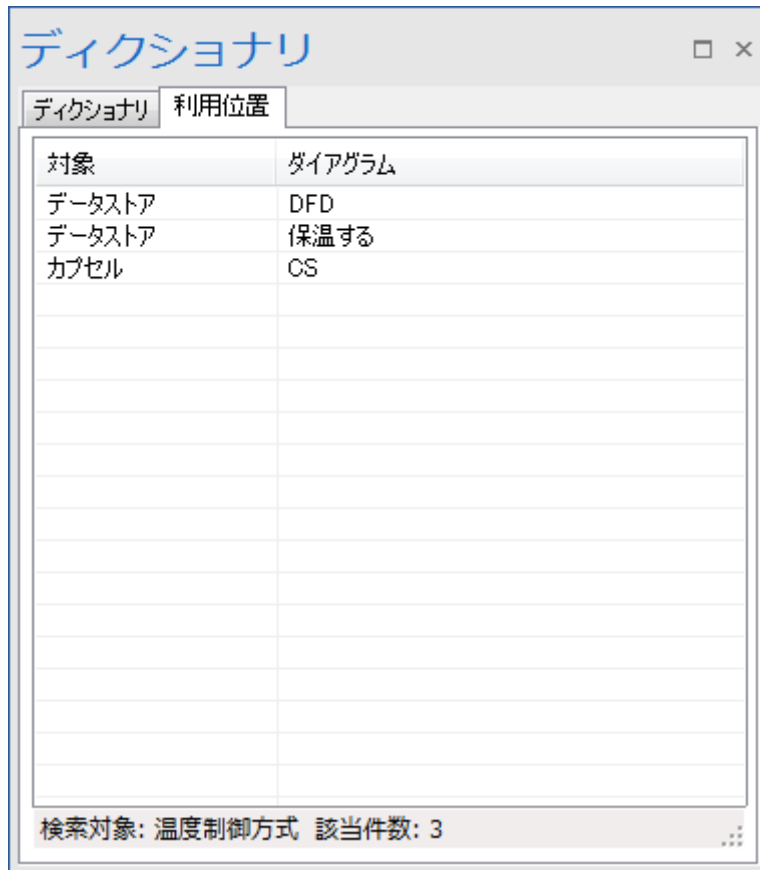 ディクショナリ
ディクショナリ 利用位置
対象 ダイアグラム
データストア DFD
データストア 保温する
カプセル CS
検索対象: 温度制御方式 該当件数: 3